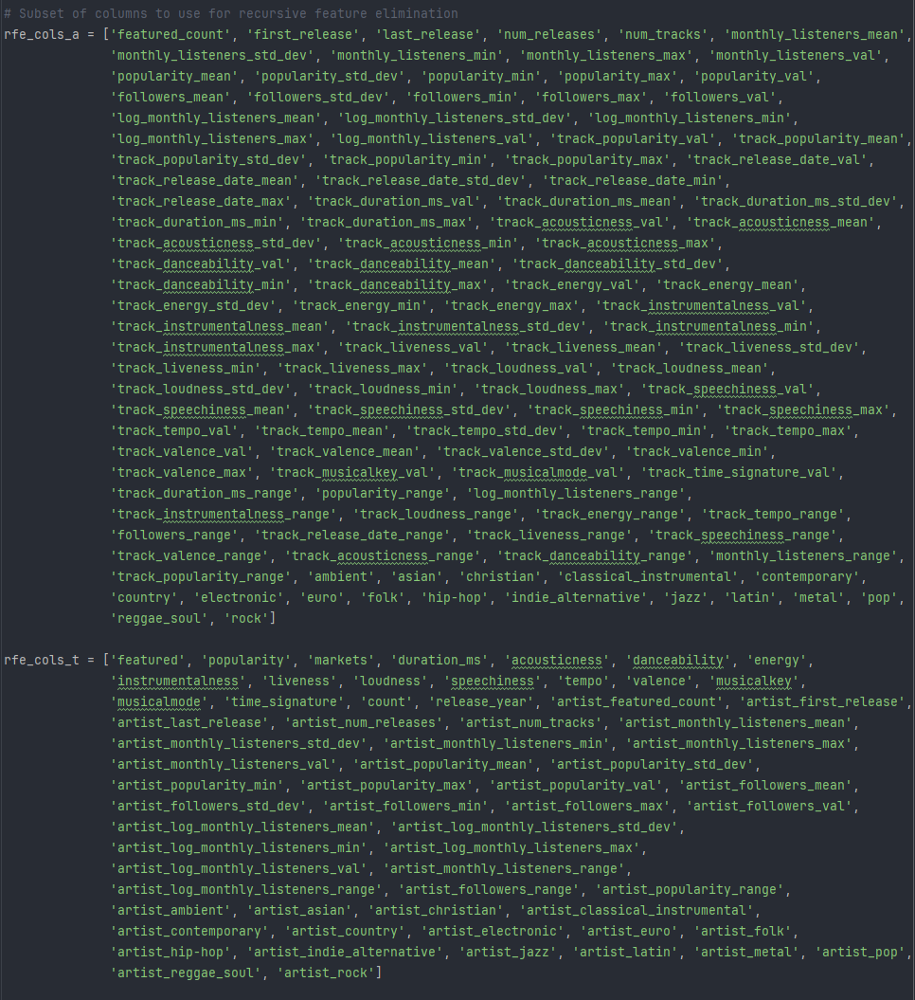 # Subset of columns to use for recursive feature elimination
rfe_cols_a = ['featured_count', 'first_release', 'last_release', 'num_releases', 'num_tracks', 'monthly_listeners_mean',
'monthly_listeners_std_dev', 'monthly_listeners_min', 'monthly_listeners_max', 'monthly_listeners_val',
'popularity_mean', 'popularity_std_dev', 'popularity_min', 'popularity_max', 'popularity_val',
'followers_mean', 'followers_std_dev', 'followers_min', 'followers_max', 'followers_val',
'log_monthly_listeners_mean', 'log_monthly_listeners_std_dev', 'log_monthly_listeners_min',
'log_monthly_listeners_max', 'log_monthly_listeners_val', 'track_popularity_val', 'track_popularity_mean',
'track_popularity_std_dev', 'track_popularity_min', 'track_popularity_max', 'track_release_date_val',
'track_release_date_mean', 'track_release_date_std_dev', 'track_release_date_min',
'track_release_date_max', 'track_duration_ms_val', 'track_duration_ms_mean', 'track_duration_ms_std_dev',
'track_duration_ms_min', 'track_duration_ms_max', 'track_acousticness_val', 'track_acousticness_mean',
'track_acousticness_std_dev', 'track_acousticness_min', 'track_acousticness_max',
'track_danceability_val', 'track_danceability_mean', 'track_danceability_std_dev',
'track_danceability_min', 'track_danceability_max', 'track_energy_val', 'track_energy_mean',
'track_energy_std_dev', 'track_energy_min', 'track_energy_max', 'track_instrumentalness_val',
'track_instrumentalness_mean', 'track_instrumentalness_std_dev', 'track_instrumentalness_min',
'track_instrumentalness_max', 'track_liveness_val', 'track_liveness_mean', 'track_liveness_std_dev',
'track_liveness_min', 'track_liveness_max', 'track_loudness_val', 'track_loudness_mean',
'track_loudness_std_dev', 'track_loudness_min', 'track_loudness_max', 'track_speechiness_val',
'track_speechiness_mean', 'track_speechiness_std_dev', 'track_speechiness_min', 'track_speechiness_max',
'track_tempo_val', 'track_tempo_mean', 'track_tempo_std_dev', 'track_tempo_min', 'track_tempo_max',
'track_valence_val', 'track_valence_mean', 'track_valence_std_dev', 'track_valence_min',
'track_valence_max', 'track_musicalkey_val', 'track_musicalmode_val', 'track_time_signature_val',
'track_duration_ms_range', 'popularity_range', 'log_monthly_listeners_range',
'track_instrumentalness_range', 'track_loudness_range', 'track_energy_range', 'track_tempo_range',
'followers_range', 'track_release_date_range', 'track_liveness_range', 'track_speechiness_range',
'track_valence_range', 'track_acousticness_range', 'track_danceability_range', 'monthly_listeners_range',
'track_popularity_range', 'ambient', 'asian', 'christian', 'classical_instrumental', 'contemporary',
'country', 'electronic', 'euro', 'folk', 'hip-hop', 'indie_alternative', 'jazz', 'latin', 'metal', 'pop',
'reggae_soul', 'rock']
rfe_cols_t = ['featured', 'popularity', 'markets', 'duration_ms', 'acousticness', 'danceability', 'energy'
'instrumentalness', 'liveness', 'loudness', 'speechiness', 'tempo', 'valence', 'musicalkey',
'musicalmode', 'time_signature', 'count', 'release_year', 'artist_featured_count', 'artist_first_release',
'artist_last_release', 'artist_num_releases', 'artist_num_tracks', 'artist_monthly_listeners_mean',
'artist_monthly_listeners_std_dev', 'artist_monthly_listeners_min', 'artist_monthly_listeners_max',
'artist_monthly_listeners_val', 'artist_popularity_mean', 'artist_popularity_std_dev',
'artist_popularity_min', 'artist_popularity_max', 'artist_popularity_val', 'artist_followers_mean',
'artist_followers_std_dev', 'artist_followers_min', 'artist_followers_max', 'artist_followers_val',
'artist_log_monthly_listeners_mean', 'artist_log_monthly_listeners_std_dev',
'artist_log_monthly_listeners_min', 'artist_log_monthly_listeners_max',
'artist_log_monthly_listeners_val', 'artist_monthly_listeners_range',
'artist_log_monthly_listeners_range', 'artist_followers_range', 'artist_popularity_range',
'artist_ambient', 'artist_asian', 'artist_christian', 'artist_classical_instrumental',
'artist_contemporary', 'artist_country', 'artist_electronic', 'artist_euro', 'artist_folk',
'artist_hip-hop', 'artist_indie_alternative', 'artist_jazz', 'artist_latin', 'artist_metal', 'artist_pop',
'artist_reggae_soul', 'artist_rock']